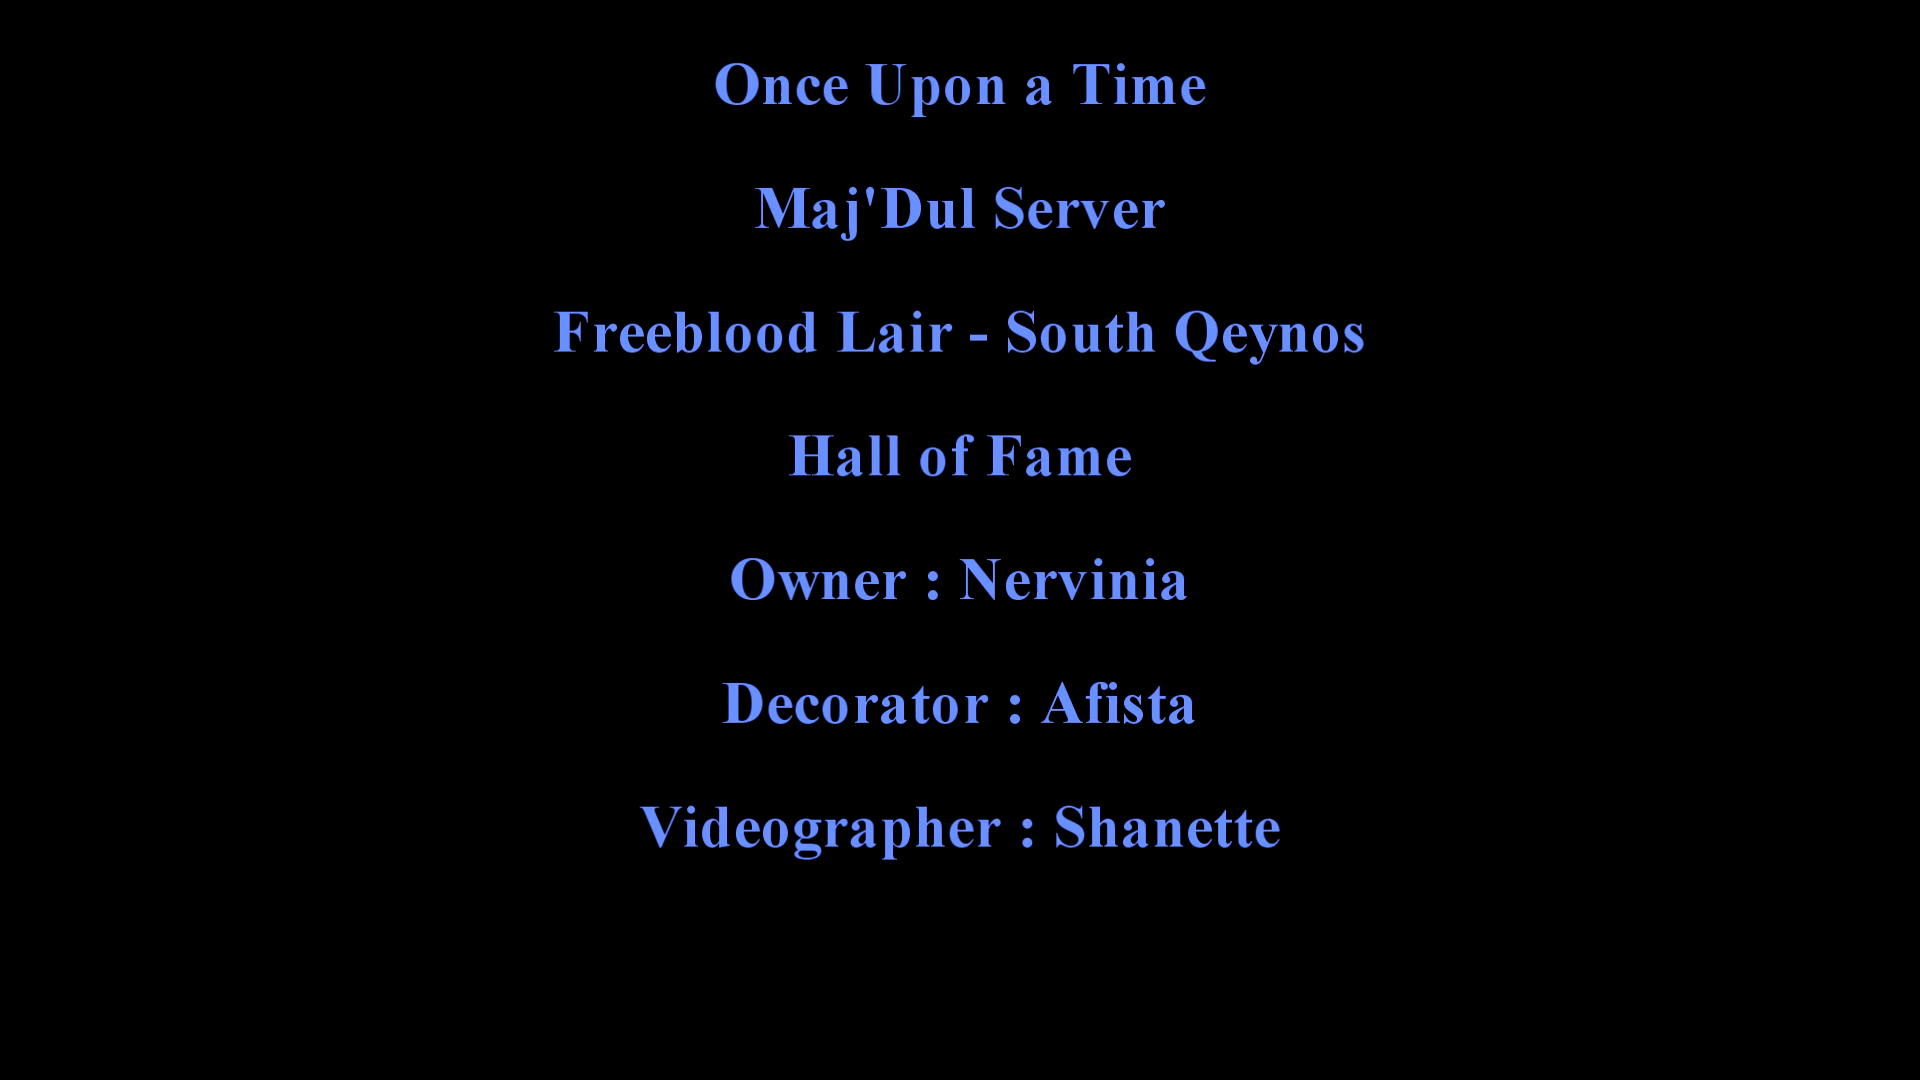 Once Upon a Time
Maj'Dul Server
Freeblood Lair - South Qeynos
Hall of Fame
Owner : Nervinia
Decorator : Afista
Videographer : Shanette